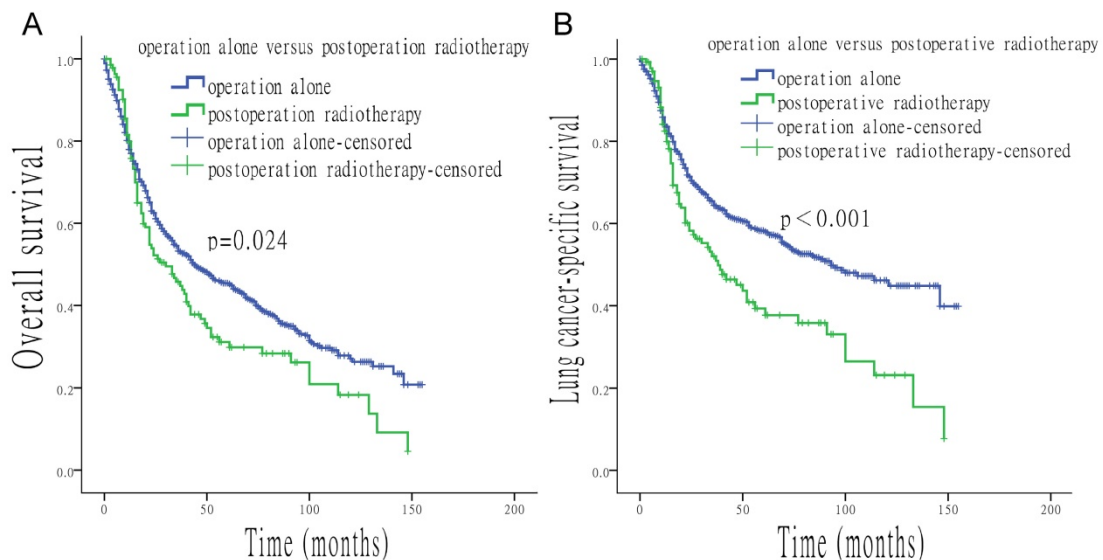 A
operation alone versus postoperation radiotherapy
operation alone
postoperation radiotherapy
operation alone-censored
postoperation radiotherapy-censored
p=0.024
Overall survival
1.0
0.8
0.6
0.4
0.2
0.0
0
50
100
150
200
Time (months)
B
operation alone versus postoperative radiotherapy
operation alone
postoperative radiotherapy
operation alone-censored
postoperative radiotherapy-censored
p<0.001
Lung cancer-specific survival
1.0
0.8
0.6
0.4
0.2
0.0
0
50
100
150
200
Time (months)